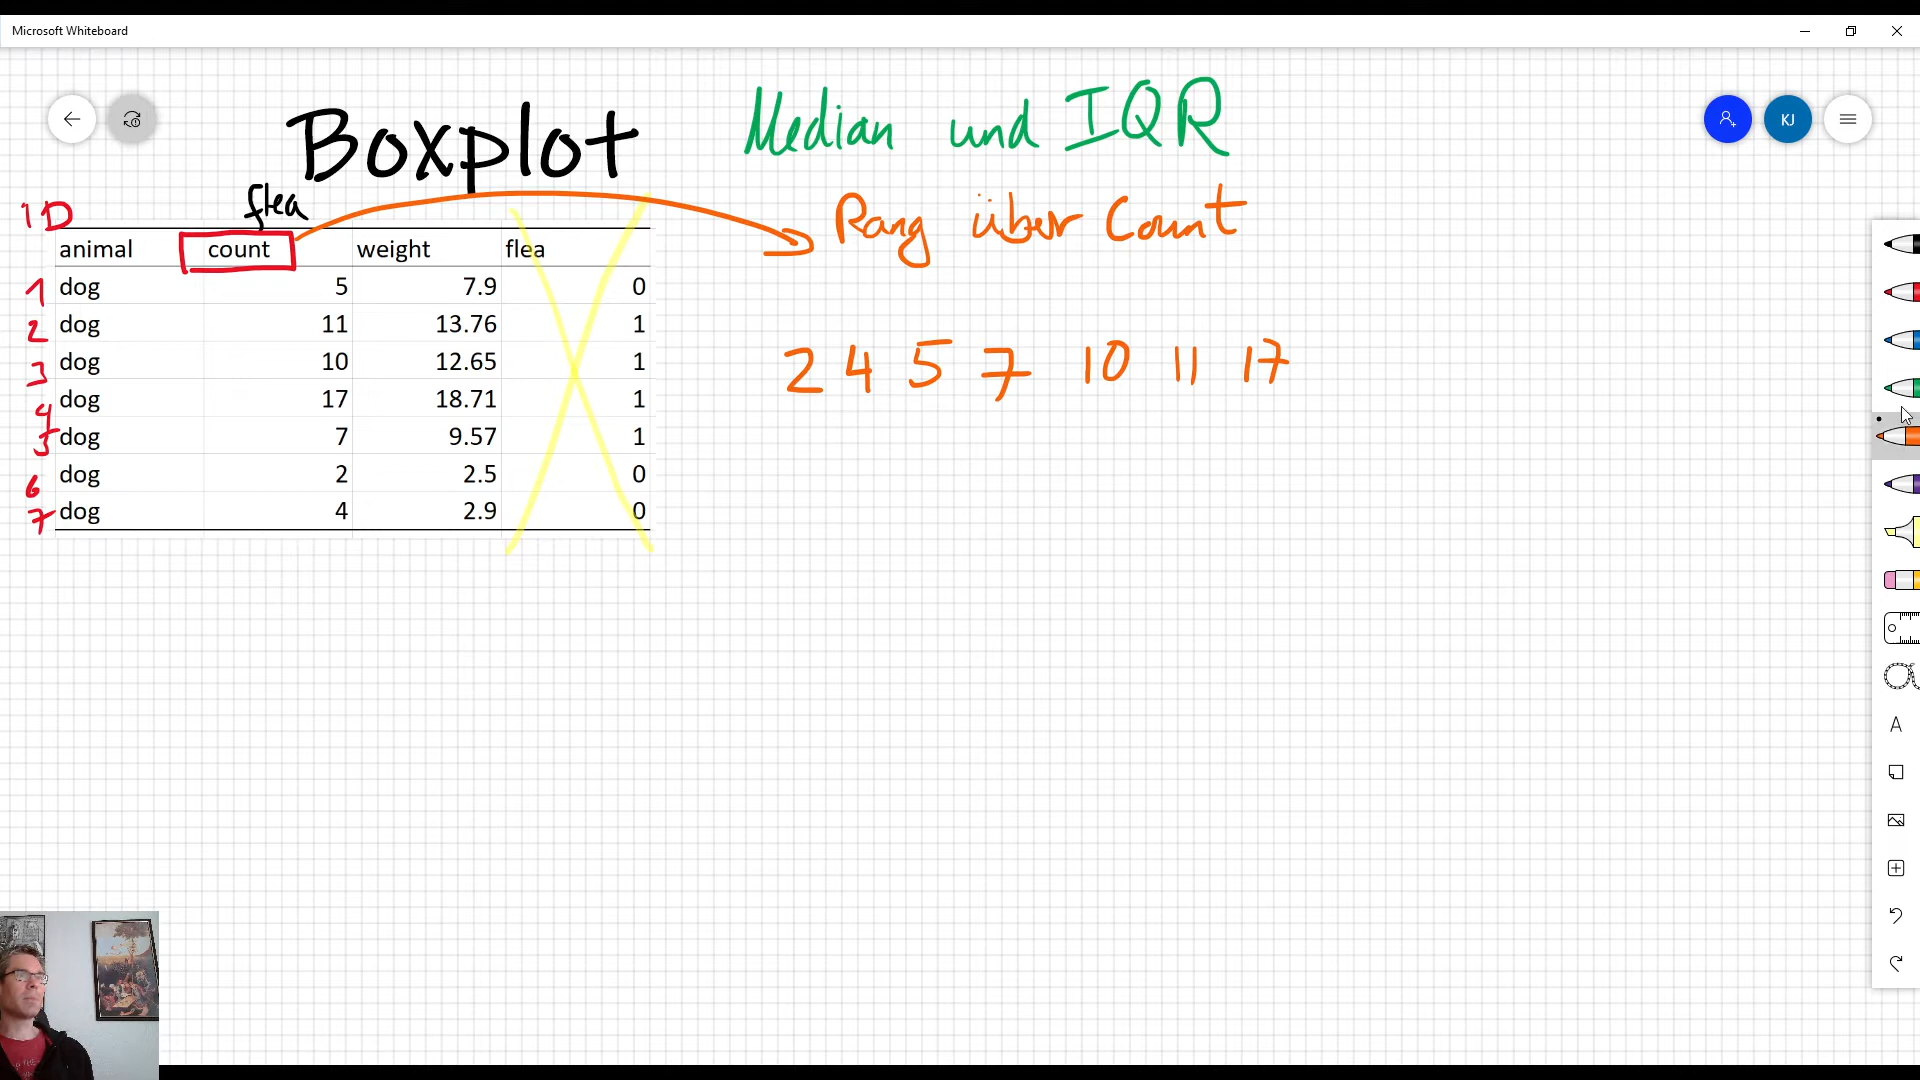 Microsoft Whiteboard
Boxplot
Median und IQR
KJ
flea
Rang über Count
ID
animal count weight flea
1 dog 5 7.9 0
2 dog 11 13.76 1
3 dog 10 12.65 1
4 dog 17 18.71 1
5 dog 7 9.57 1
6 dog 2 2.5 0
7 dog 4 2.9 0
2 4 5 7 10 11 17
A